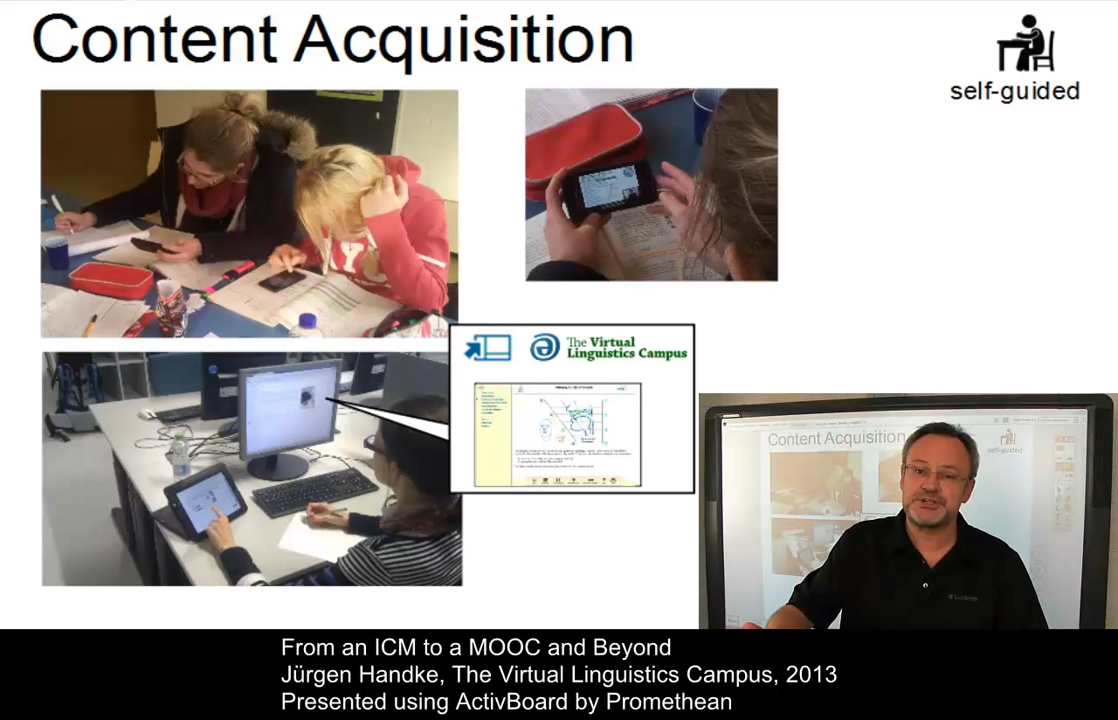 Content Acquisition
self-guided
The Virtual
Linguistics Campus
Content Acquisition
self-guided
From an ICM to a MOOC and Beyond
Jürgen Handke, The Virtual Linguistics Campus, 2013
Presented using ActivBoard by Promethean